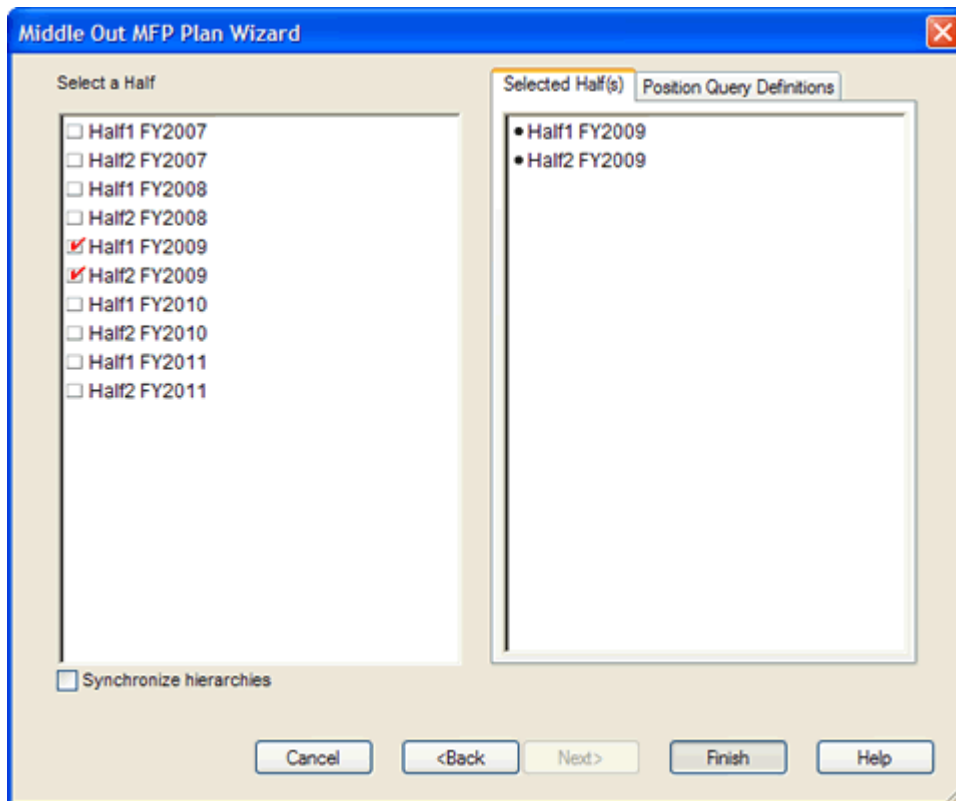 Middle Out MFP Plan Wizard
Select a Half
Half1 FY2007
Half2 FY2007
Half1 FY2008
Half2 FY2008
Half1 FY2009
Half2 FY2009
Half1 FY2010
Half2 FY2010
Half1 FY2011
Half2 FY2011
Synchronize hierarchies
Selected Half(s) Position Query Definitions
Half1 FY2009
Half2 FY2009
Cancel <Back Next> Finish Help